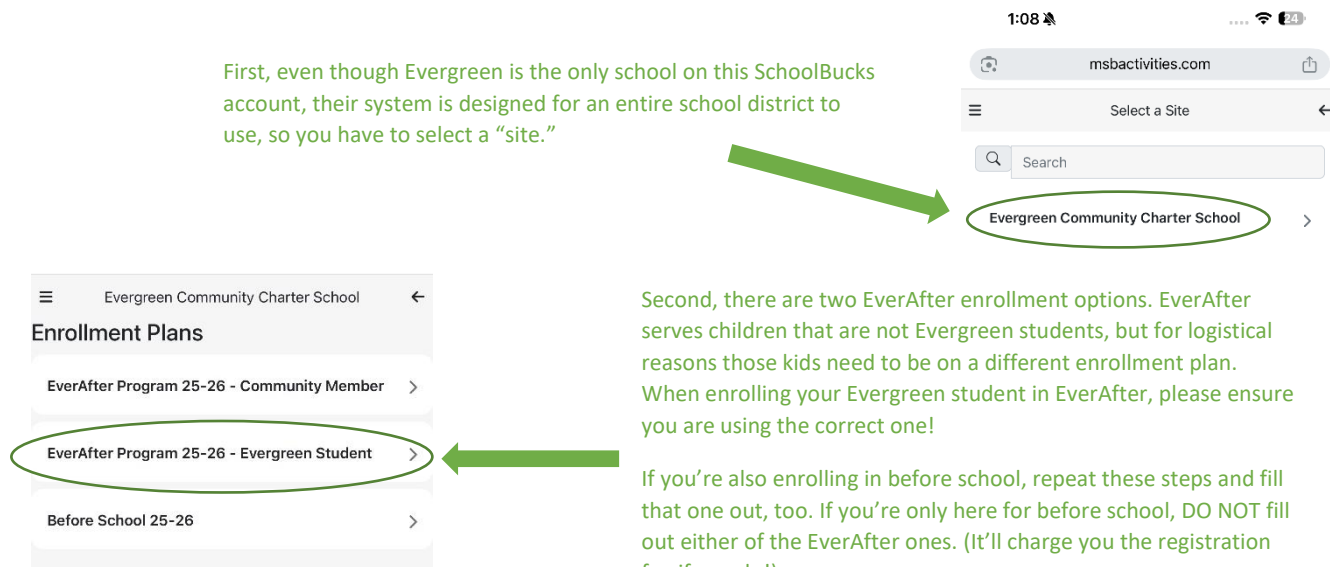 1:08
24
First, even though Evergreen is the only school on this SchoolBucks
account, their system is designed for an entire school district to
use, so you have to select a “site.”
msbactivities.com
Select a Site
Search
Evergreen Community Charter School
Evergreen Community Charter School
Enrollment Plans
EverAfter Program 25-26 - Community Member
EverAfter Program 25-26 - Evergreen Student
Before School 25-26
Second, there are two EverAfter enrollment options. EverAfter
serves children that are not Evergreen students, but for logistical
reasons those kids need to be on a different enrollment plan.
When enrolling your Evergreen student in EverAfter, please ensure
you are using the correct one!
If you’re also enrolling in before school, repeat these steps and fill
that one out, too. If you’re only here for before school, DO NOT fill
out either of the EverAfter ones. (It’ll charge you the registration